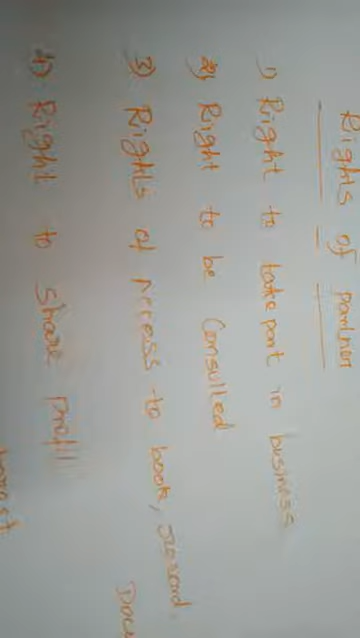 Rights of partner
1) Right to take part in business
2) Right to be Consulted
3) Rights of Access to book, record.
4) Right to Share profit